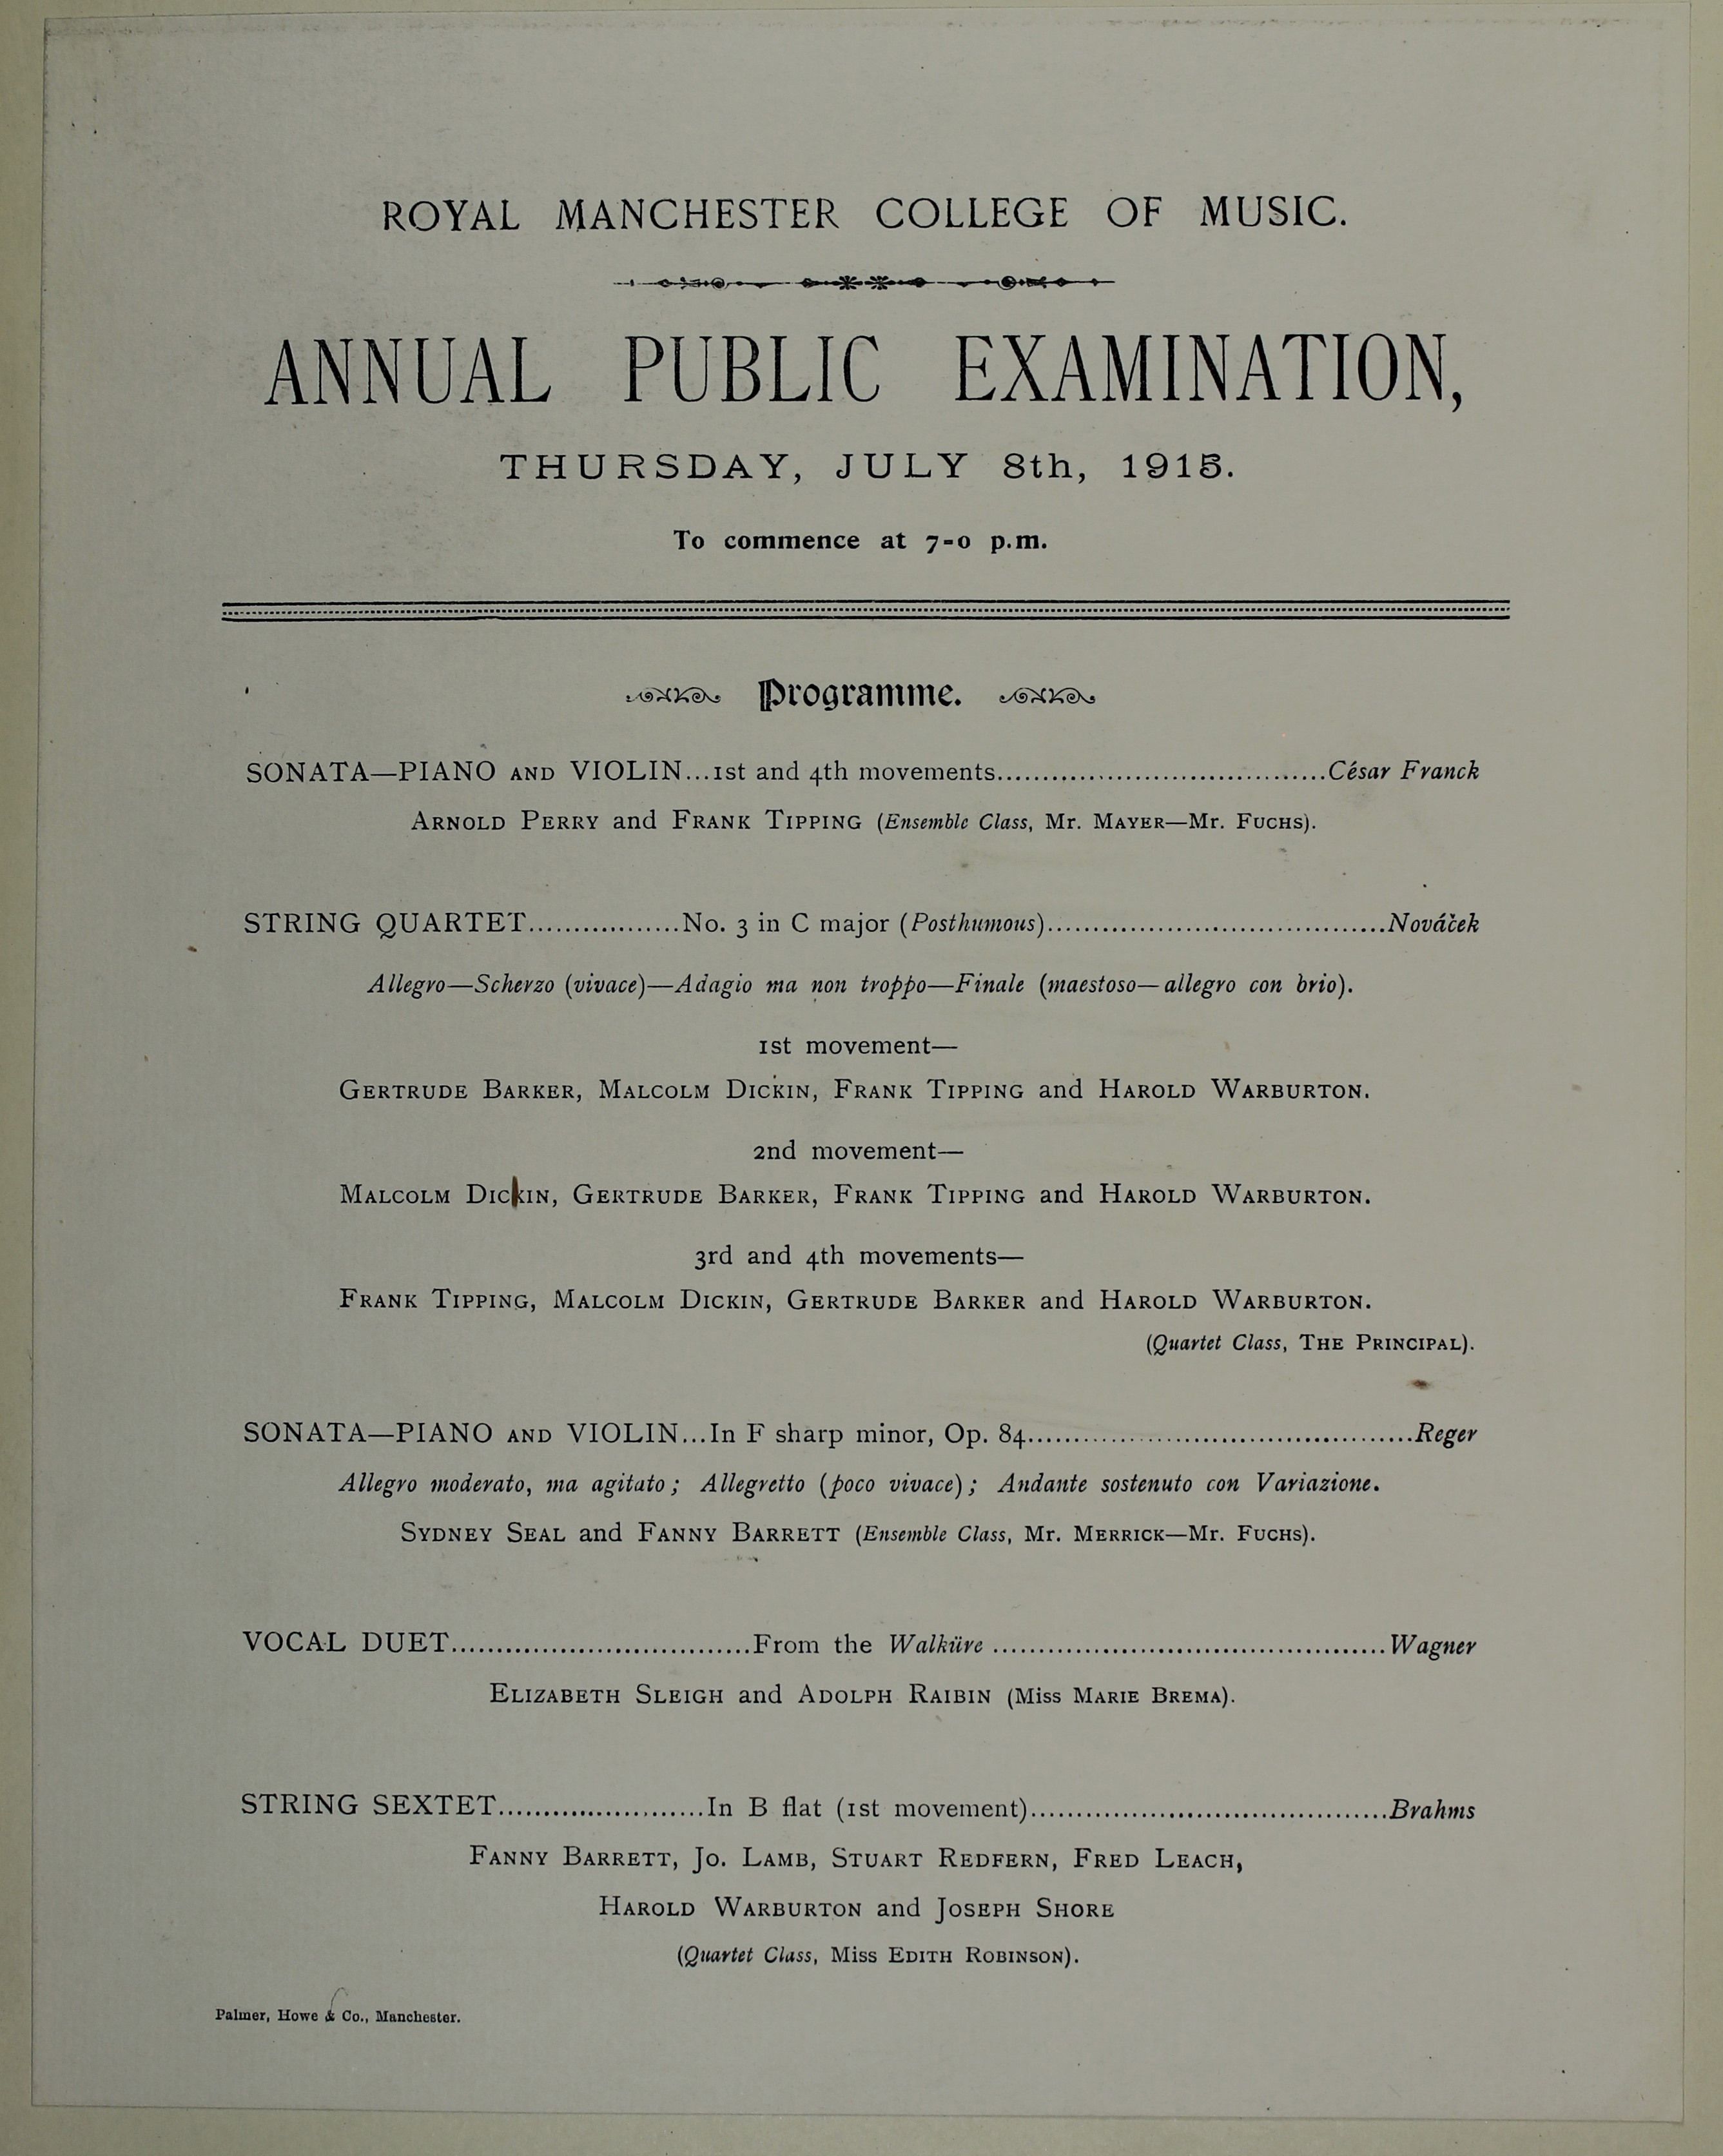 ROYAL MANCHESTER COLLEGE OF MUSIC.
ANNUAL PUBLIC EXAMINATION,
THURSDAY, JULY 8th, 1915.
To commence at 7-0 p.m.
Programme.
SONATA—PIANO AND VIOLIN...1st and 4th movements....................................César Franck
ARNOLD PERRY and FRANK TIPPING (Ensemble Class, Mr. MAYER—Mr. FUCHS).
STRING QUARTET.................No. 3 in C major (Posthumous).....................................Nováček
Allegro—Scherzo (vivace)—Adagio ma non troppo—Finale (maestoso—allegro con brio).
1st movement—
GERTRUDE BARKER, MALCOLM DICKIN, FRANK TIPPING and HAROLD WARBURTON.
2nd movement—
MALCOLM DICKIN, GERTRUDE BARKER, FRANK TIPPING and HAROLD WARBURTON.
3rd and 4th movements—
FRANK TIPPING, MALCOLM DICKIN, GERTRUDE BARKER and HAROLD WARBURTON.
(Quartet Class, THE PRINCIPAL).
SONATA—PIANO AND VIOLIN...In F sharp minor, Op. 84..........................................Reger
Allegro moderato, ma agitato; Allegretto (poco vivace); Andante sostenuto con Variazione.
SYDNEY SEAL and FANNY BARRETT (Ensemble Class, Mr. MERRICK—Mr. FUCHS).
VOCAL DUET.................................From the Walküre ...........................................Wagner
ELIZABETH SLEIGH and ADOLPH RAIBIN (Miss MARIE BREMA).
STRING SEXTET.......................In B flat (1st movement).......................................Brahms
FANNY BARRETT, JO. LAMB, STUART REDFERN, FRED LEACH,
HAROLD WARBURTON and JOSEPH SHORE
(Quartet Class, Miss EDITH ROBINSON).
Palmer, Howe & Co., Manchester.